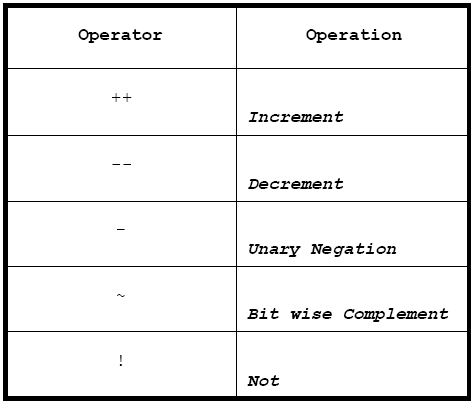 Operator Operation
++
Increment
--
Decrement
-
Unary Negation
~
Bit wise Complement
!
Not